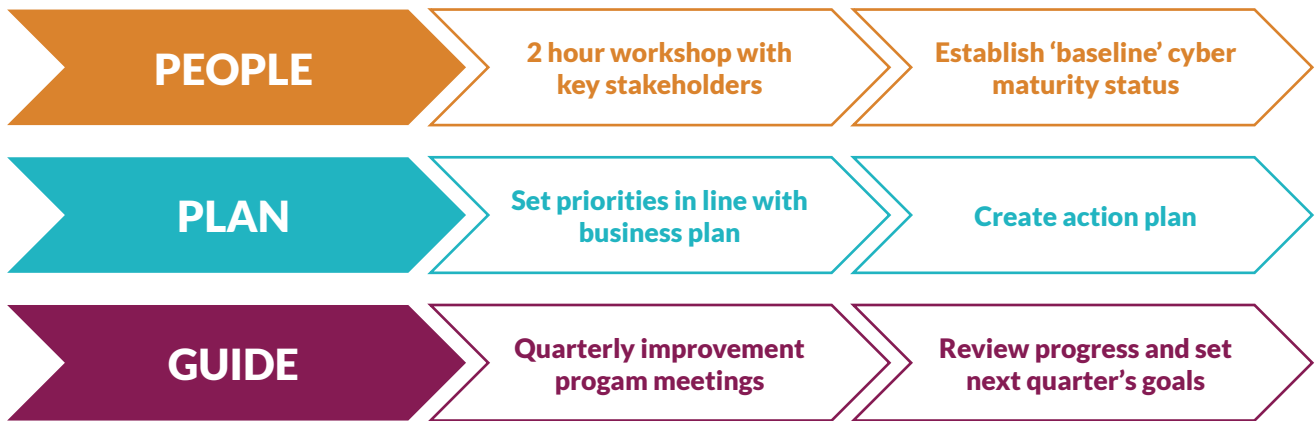 PEOPLE
2 hour workshop with
key stakeholders
Establish ‘baseline’ cyber
maturity status
PLAN
Set priorities in line with
business plan
Create action plan
GUIDE
Quarterly improvement
progam meetings
Review progress and set
next quarter’s goals